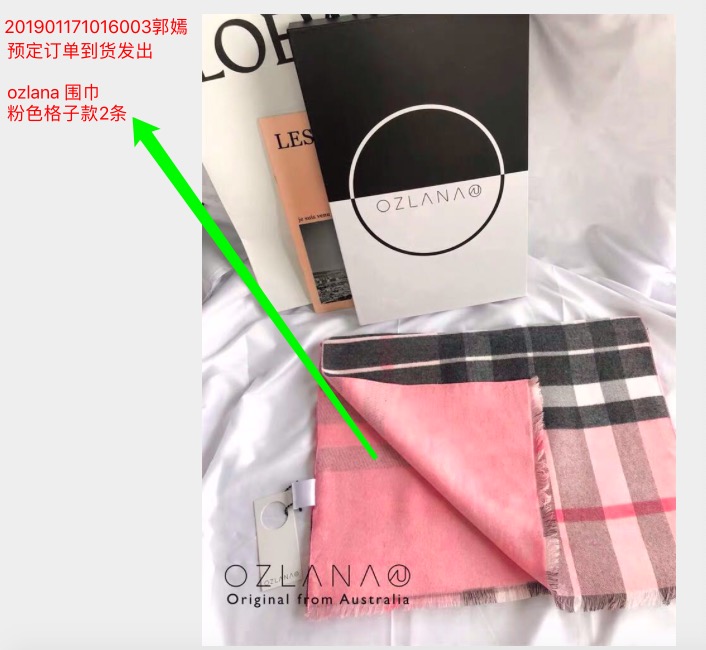 201901171016003郭嫣
预定订单到货发出
ozlana 围巾
粉色格子款2条
LOEW
LES
je suis venu
OZLANA
OZLANA
OZLANA
Original from Australia